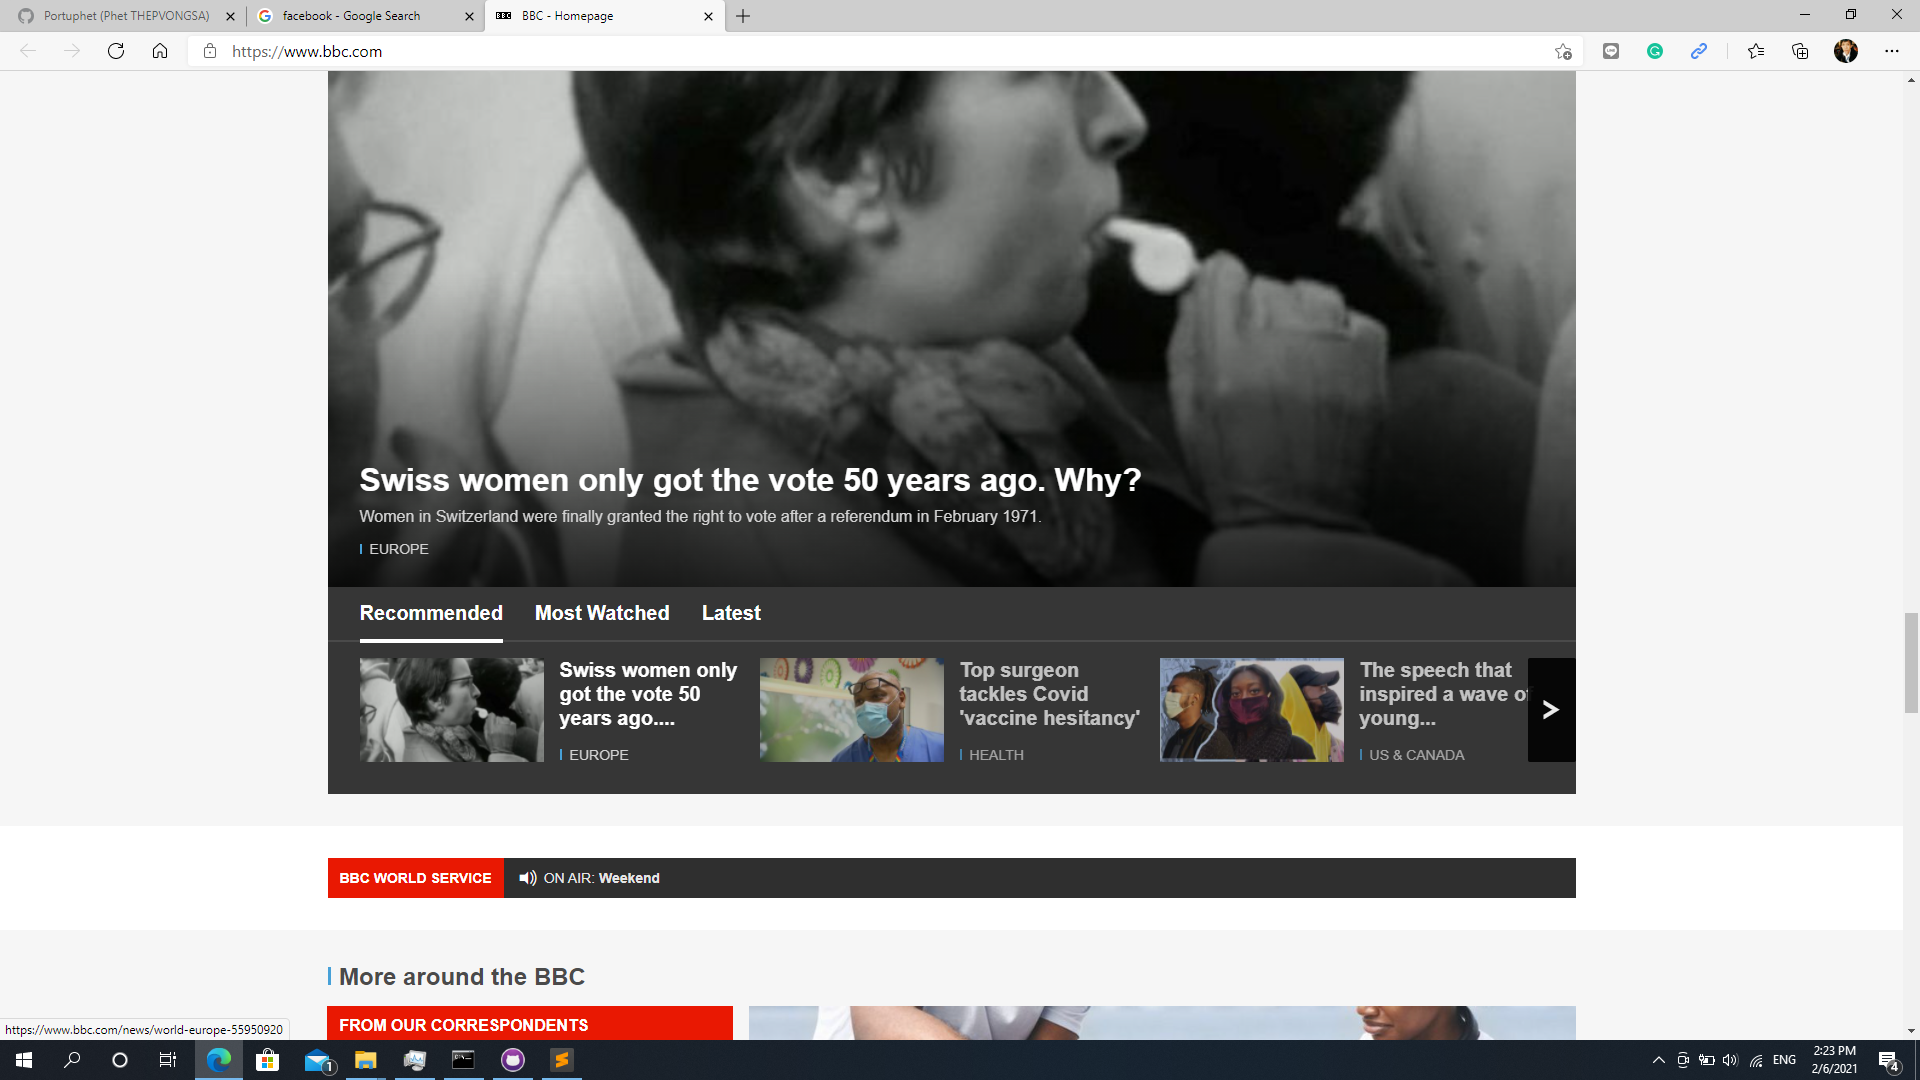 Portuphet (Phet THEPVONGSA)
facebook - Google Search
BBC - Homepage
https://www.bbc.com
Swiss women only got the vote 50 years ago. Why?
Women in Switzerland were finally granted the right to vote after a referendum in February 1971.
EUROPE
Recommended
Most Watched
Latest
Swiss women only
got the vote 50
years ago....
EUROPE
Top surgeon
tackles Covid
'vaccine hesitancy'
HEALTH
The speech that
inspired a wave of
young...
US & CANADA
BBC WORLD SERVICE
ON AIR: Weekend
More around the BBC
FROM OUR CORRESPONDENTS
https://www.bbc.com/news/world-europe-55950920
1
ENG
2:23 PM
2/6/2021
4